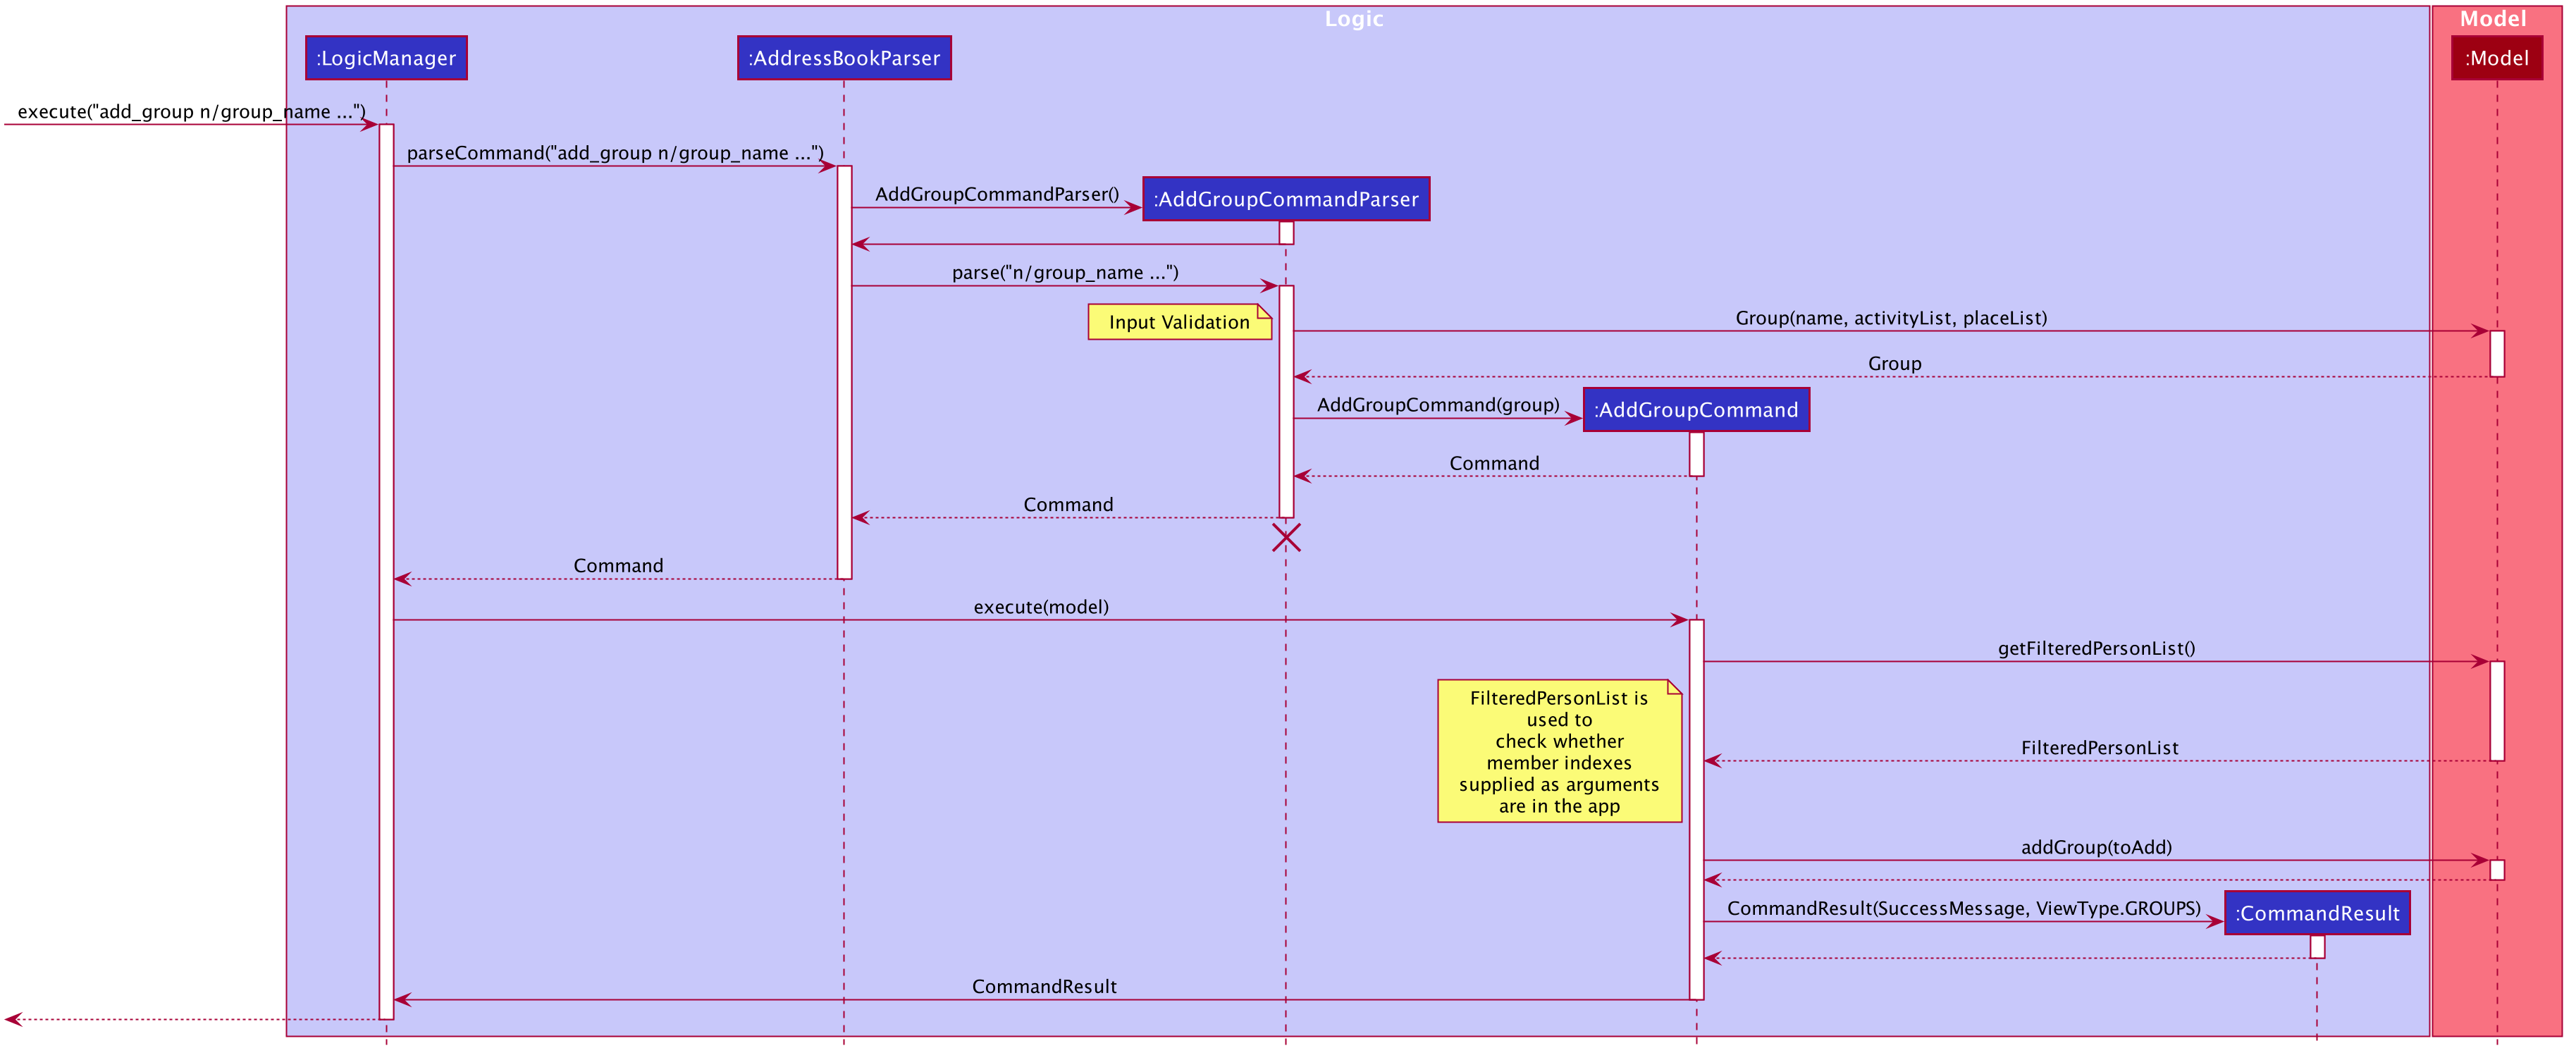 Logic
Model
:LogicManager
:AddressBookParser
:Model
execute("add_group n/group_name ...")
parseCommand("add_group n/group_name ...")
AddGroupCommandParser()
:AddGroupCommandParser
parse("n/group_name ...")
Input Validation
Group(name, activityList, placeList)
Group
AddGroupCommand(group)
:AddGroupCommand
Command
Command
Command
execute(model)
getFilteredPersonList()
FilteredPersonList is
used to
check whether
member indexes
supplied as arguments
are in the app
FilteredPersonList
addGroup(toAdd)
CommandResult(SuccessMessage, ViewType.GROUPS)
:CommandResult
CommandResult